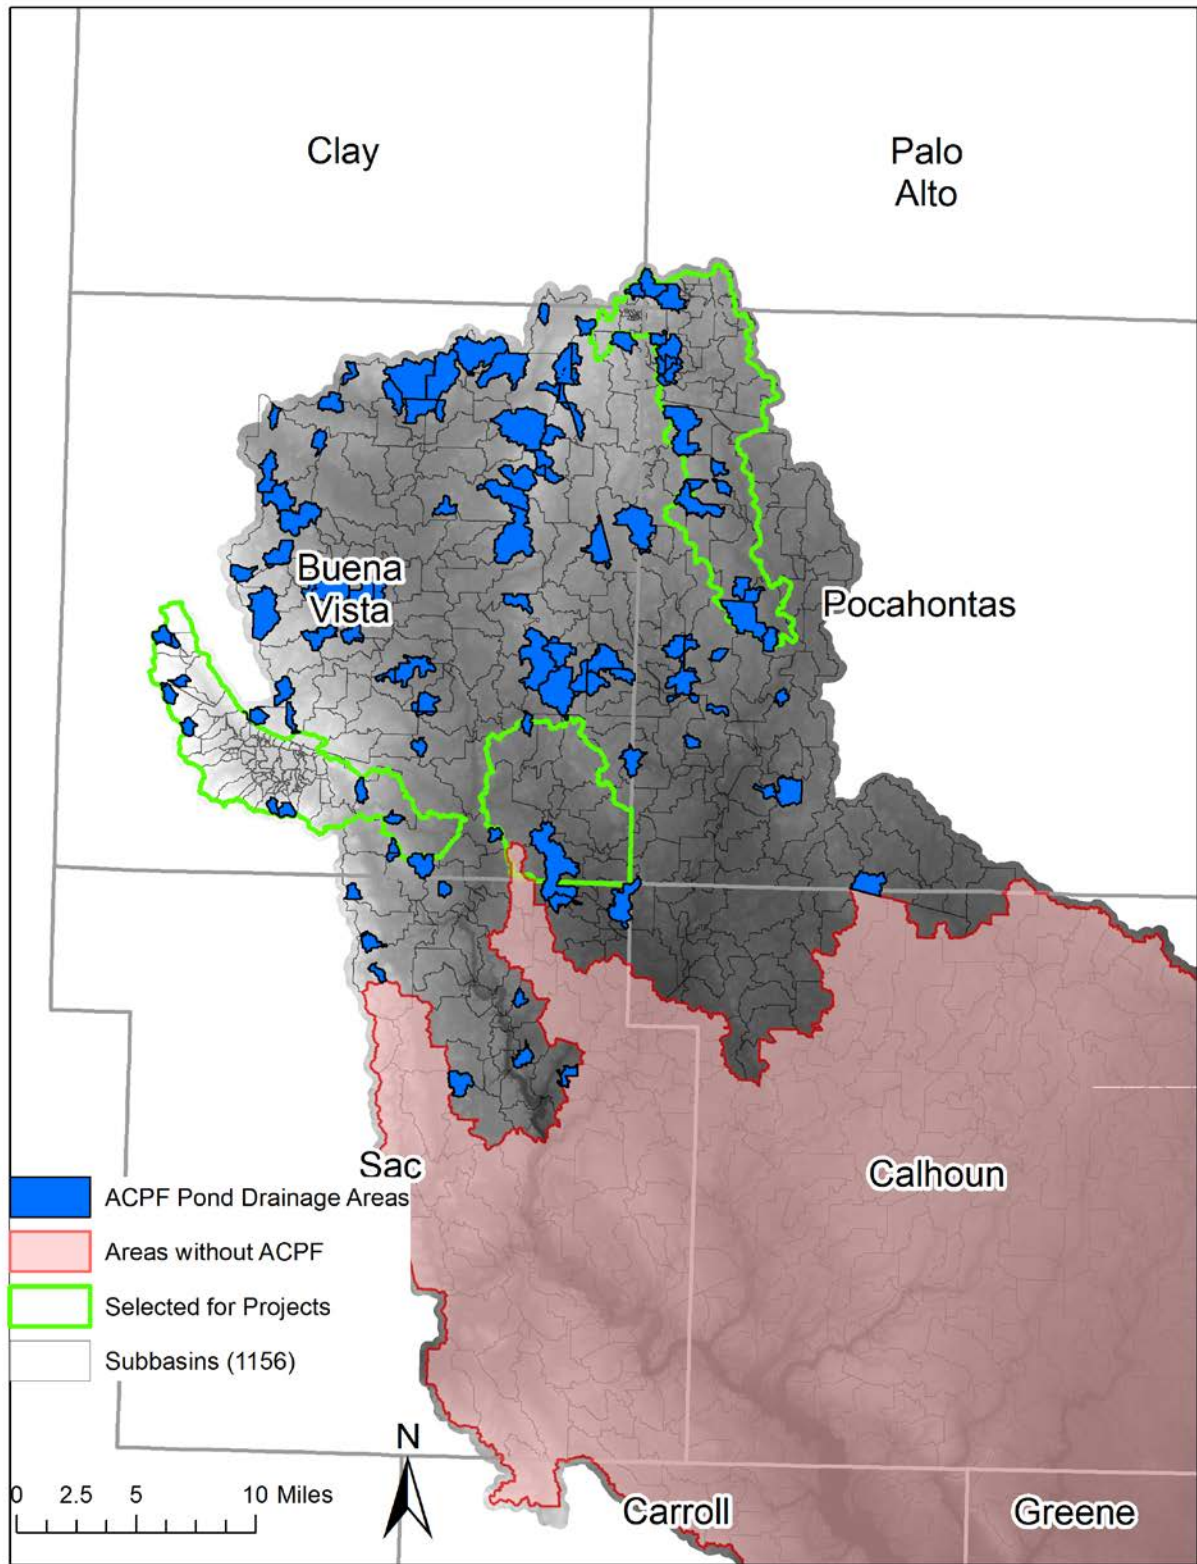 Clay
Palo
Alto
Buena
Vista
Pocahontas
Sac
Calhoun
ACPF Pond Drainage Areas
Areas without ACPF
Selected for Projects
Subbasins (1156)
N
0 2.5 5 10 Miles
Carroll
Greene